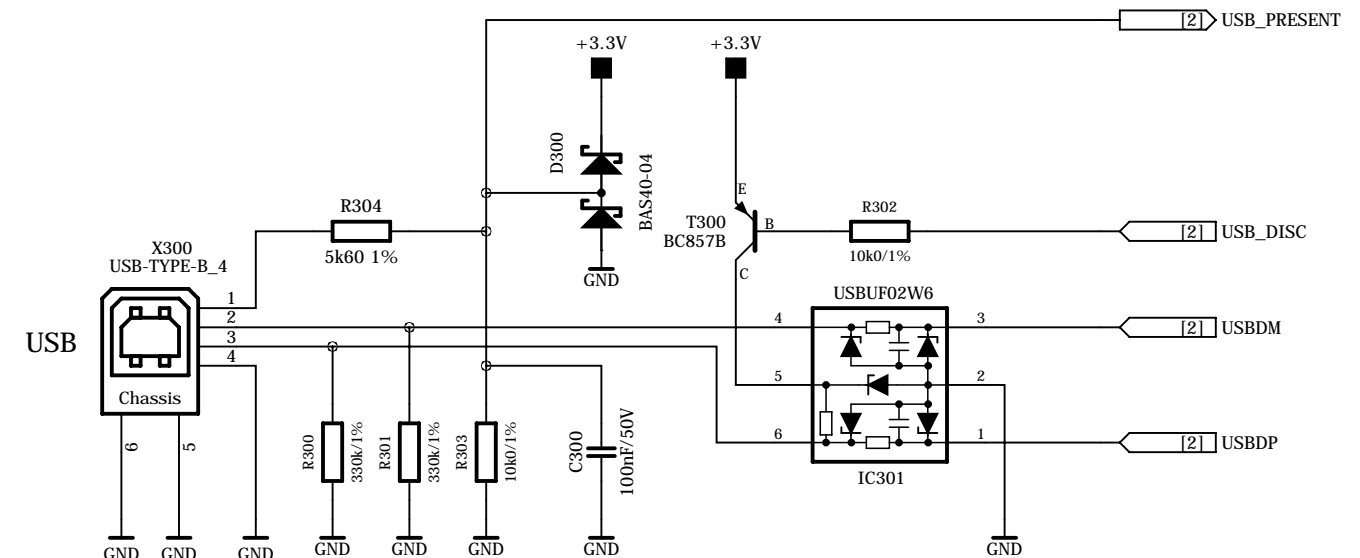 [2] USB_PRESENT
+3.3V +3.3V
D300
BAS40-04
E
R304
T300 B R302
BC857B
[2] USB_DISC
5k60 1%
10k0/1%
X300
USB-TYPE-B_4
C
GND
USBUF02W6
1
2 4 3 [2] USBDM
3
USB
4
5 2
Chassis
6 1 [2] USBDP
6 5
R300
330k/1%
R301
330k/1%
R303
10k0/1%
C300
100nF/50V
IC301
GND GND GND GND GND GND GND GND